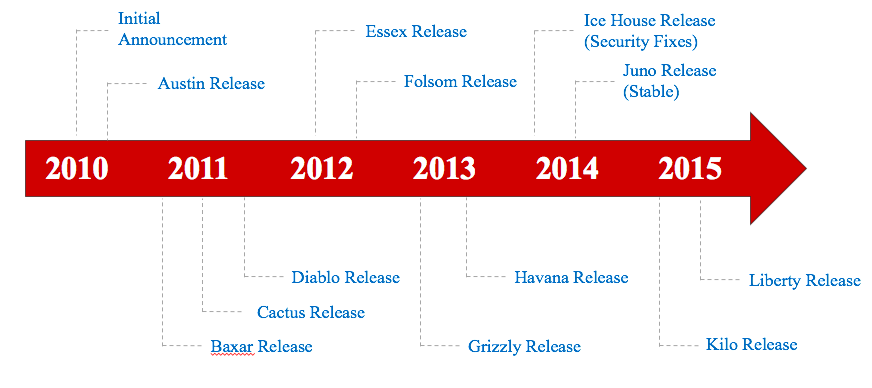 Initial
Announcement
Austin Release
Essex Release
Folsom Release
Ice House Release
(Security Fixes)
Juno Release
(Stable)
2010 2011 2012 2013 2014 2015
Diablo Release
Cactus Release
Baxar Release
Havana Release
Grizzly Release
Liberty Release
Kilo Release